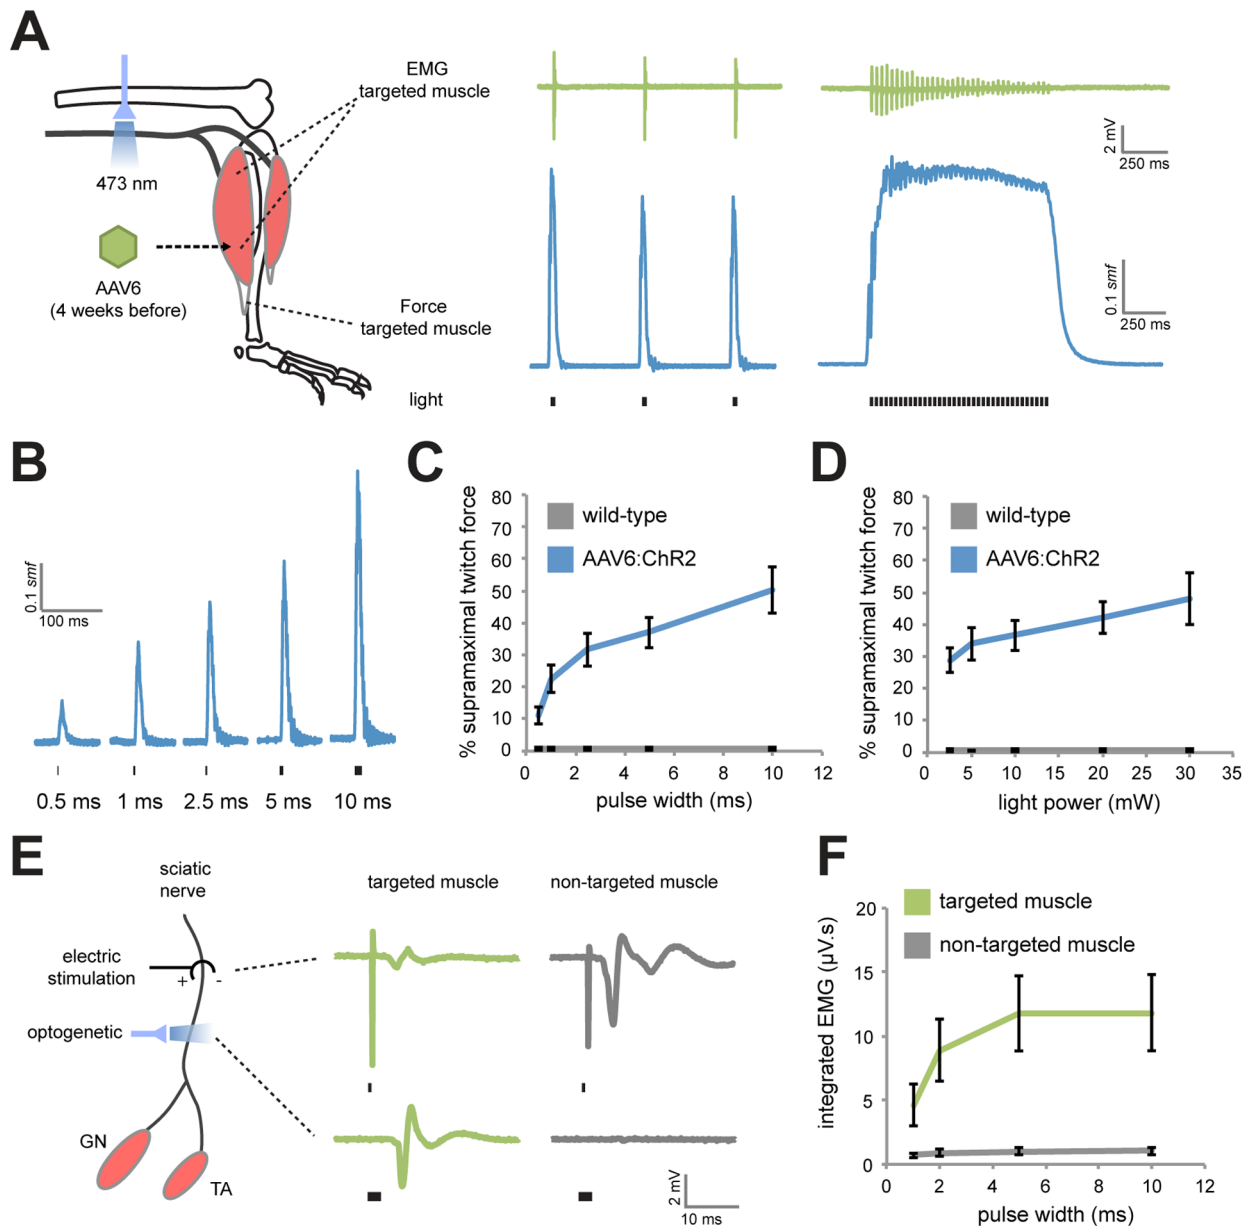 A
EMG
targeted muscle
473 nm
AAV6
(4 weeks before)
Force
targeted muscle
light
2 mV
250 ms
0.1 smf
250 ms
B
0.1 smf
100 ms
0.5 ms
1 ms
2.5 ms
5 ms
10 ms
C
% supramaximal twitch force
80
70
60
50
40
30
20
10
0
wild-type
AAV6:ChR2
0
2
4
6
8
10
12
pulse width (ms)
D
% supramaximal twitch force
80
70
60
50
40
30
20
10
0
wild-type
AAV6:ChR2
0
5
10
15
20
25
30
35
light power (mW)
E
sciatic
nerve
electric
stimulation
+
-
optogenetic
GN
TA
targeted muscle
non-targeted muscle
2 mV
10 ms
F
targeted muscle
non-targeted muscle
integrated EMG (μV.s)
20
15
10
5
0
0
2
4
6
8
10
12
pulse width (ms)